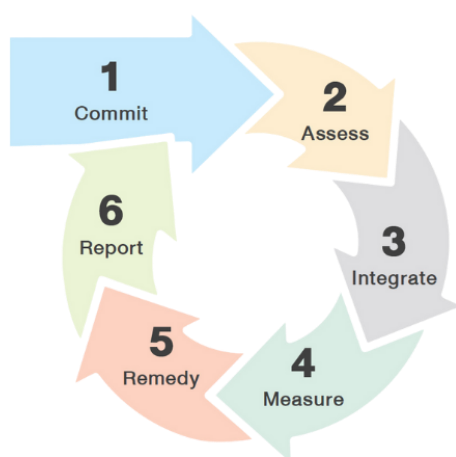 1
Commit
2
Assess
3
Integrate
4
Measure
5
Remedy
6
Report